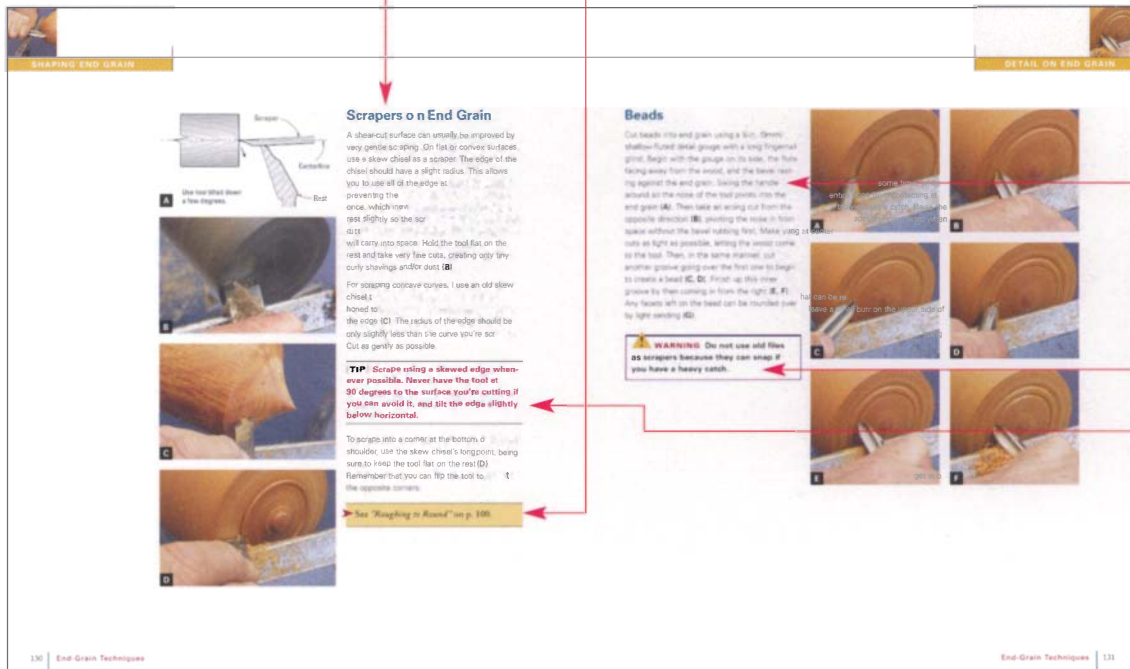 SHAPING END GRAIN
DETAIL ON END GRAIN
Scraper
Centerline
Use tool tilted down
a few degrees.
Rest
A
B
C
D
Scrapers on End Grain
A shear-cut surface can usually be improved by
very gentle scraping. On flat or convex surfaces,
use a skew chisel as a scraper. The edge of the
chisel should have a slight radius. This allows
you to use all of the edge at
preventing the
once, which
rest slightly so the scr
will carry into space. Hold the tool flat on the
rest and take very fine cuts, creating only tiny
curly shavings and/or dust (B)
For scraping concave curves, I use an old skew
chisel t
honed to
the edge (C) The radius of the edge should be
only slightly less than the curve you're scr
Cut as gently as possible.
TIP Scrape using a skewed edge when-
ever possible. Never have the tool at
90 degrees to the surface you're cutting if
you can avoid it, and tilt the edge slightly
below horizontal.
To scrape into a corner at the bottom o
shoulder, use the skew chisel's long point, being
sure to keep the tool flat on the rest (D)
Remember that you can flip the tool to t
the opposite corners.
See "Roughing to Round" on p. 100.
Beads
Cut beads into end grain using a
shallow-fluted detail gouge with a long fingernail
grind. Begin with the gouge on its side, the flute
facing away from the wood, and the bevel rest-
ing against the end grain. Swing the handle
around so the nose of the tool pivots into the
end grain (A). Then take an arcing cut from the
opposite direction (B), pivoting the nose in from
space without the bevel rubbing first. Make
cuts as light as possible, letting the wood come
to the tool. Then, in the same manner, cut
another groove going over the first one to begin
to create a bead (C, D). Finish up this inner
groove by then coming in from the right (E, F).
Any facets left on the bead can be rounded over
by light sanding (G).
WARNING Do not use old files
as scrapers because they can snap if
you have a heavy catch.
some
hat can be
eave a small burr on the upper side of
A
B
C
D
E
F
130 End-Grain Techniques
End-Grain Techniques 131